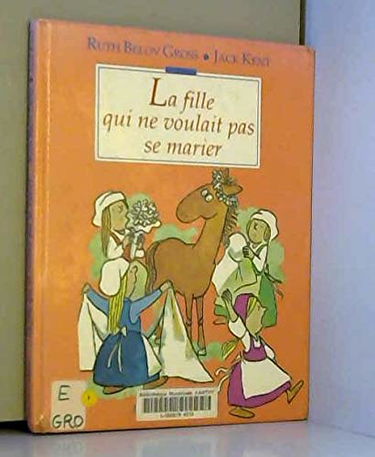 RUTH BELOV GROSS • JACK KENT
La fille
qui ne voulait pas
se marier
E
GRO